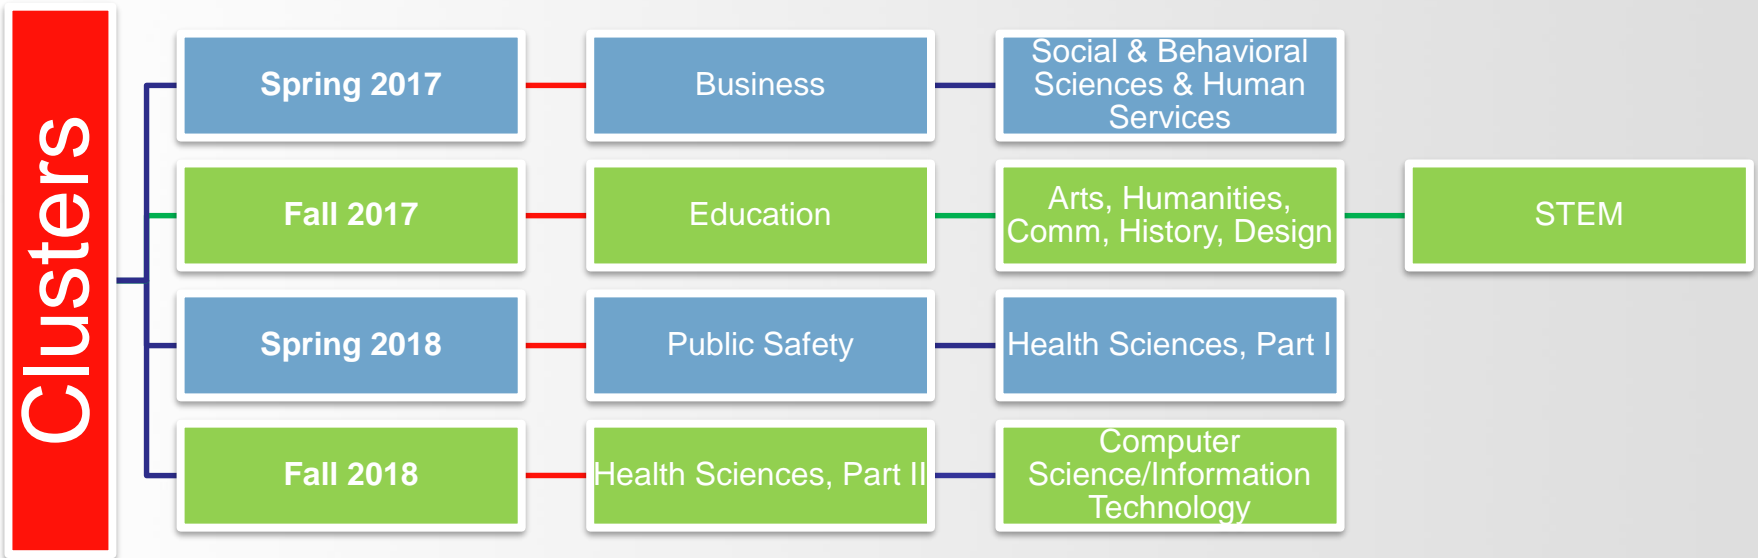 Clusters
Spring 2017
Business
Social & Behavioral
Sciences & Human
Services
Fall 2017
Education
Arts, Humanities,
Comm, History, Design
STEM
Spring 2018
Public Safety
Health Sciences, Part I
Fall 2018
Health Sciences, Part II
Computer
Science/Information
Technology